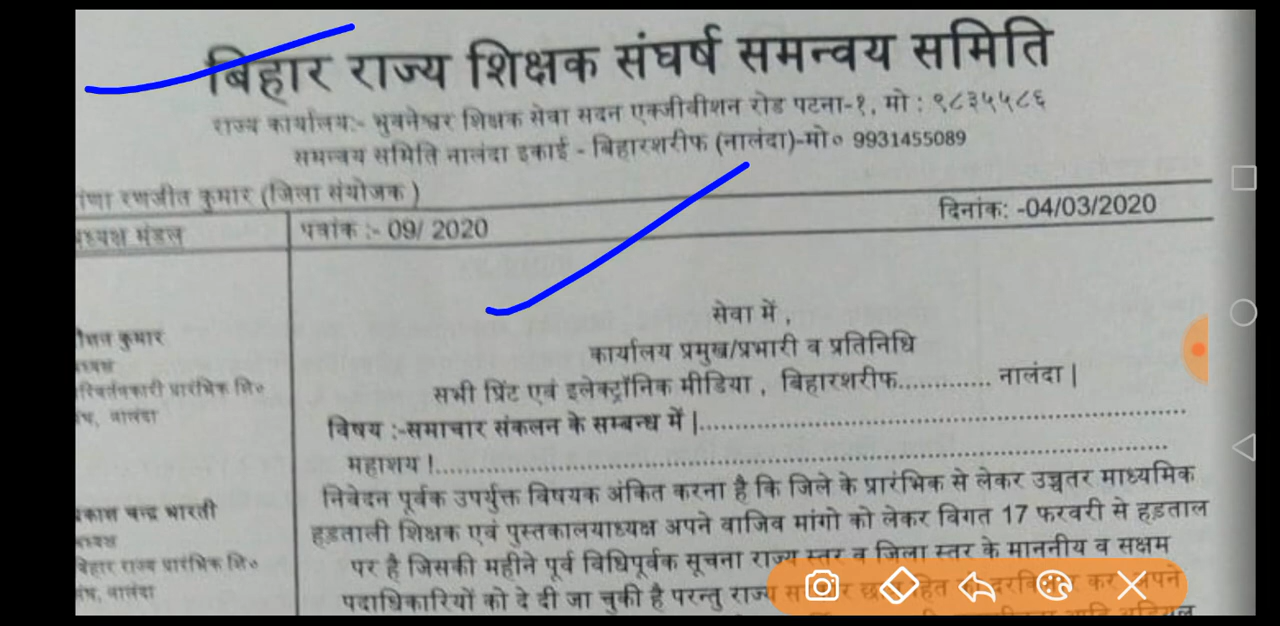 बिहार राज्य शिक्षक संघर्ष समन्वय समिति
राज्य कार्यालय:- भुवनेश्वर शिक्षक सेवा सदन एक्जीवीशन रोड पटना-१, मो : ९८३५५८६
समन्वय समिति नालंदा इकाई - बिहारशरीफ (नालंदा)-मो० 9931455089
रणजीत कुमार (जिला संयोजक )
दिनांक: -04/03/2020
मंडल
पत्रांक :- 09/ 2020
सेवा में ,
कुमार
कार्यालय प्रमुख/प्रभारी व प्रतिनिधि
प्रारंभिक शि०
सभी प्रिंट एवं इलेक्ट्रॉनिक मीडिया , बिहारशरीफ............. नालंदा |
नालंदा
विषय :-समाचार संकलन के सम्बन्ध में |
महाशय !
निवेदन पूर्वक उपर्युक्त विषयक अंकित करना है कि जिले के प्रारंभिक से लेकर उच्चतर माध्यमिक
चन्द्र भारती
हड़ताली शिक्षक एवं पुस्तकालयाध्यक्ष अपने वाजिव मांगो को लेकर विगत 17 फरवरी से हड़ताल
पर है जिसकी महीने पूर्व विधिपूर्वक सूचना राज्य स्तर व जिला स्तर के माननीय व सक्षम
राज्य प्रारंभिक शि०
पदाधिकारियों को दे दी जा चुकी है परन्तु राज्य
नालंदा